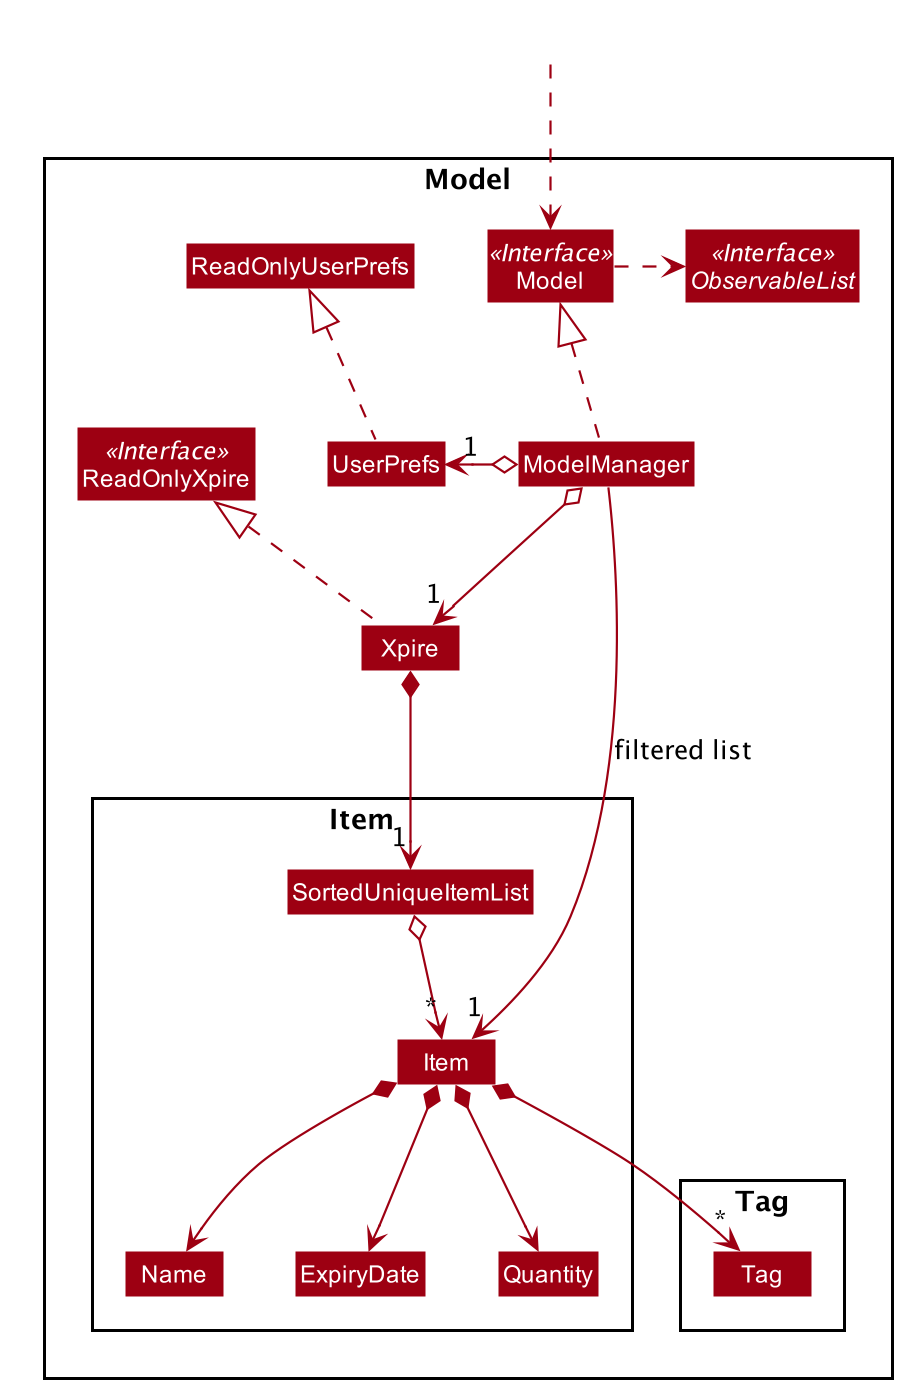 Model
ReadOnlyUserPrefs
«Interface»
Model
«Interface»
ObservableList
«Interface»
ReadOnlyXpire
UserPrefs
1
ModelManager
1
Xpire
filtered list
Item
1
SortedUniqueItemList
*
1
Item
Tag
*
Name
ExpiryDate
Quantity
Tag